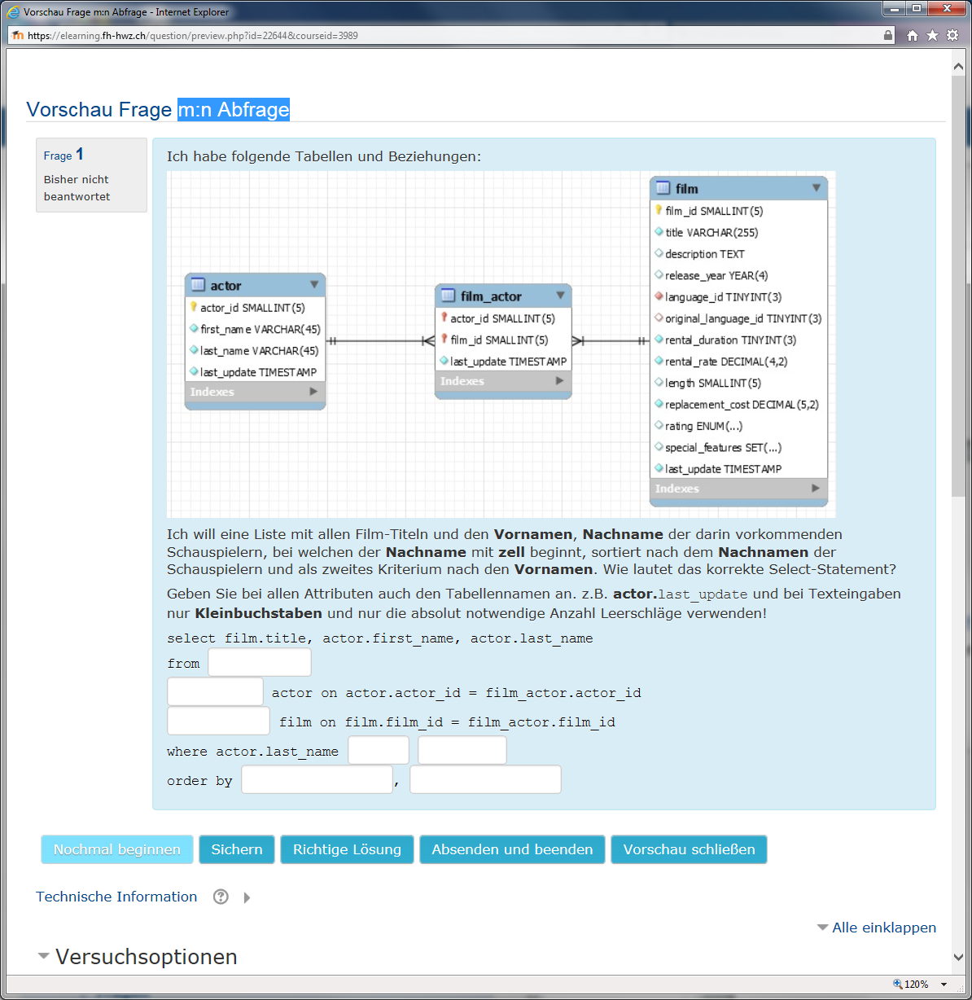 Vorschau Frage m:n Abfrage - Internet Explorer
https://elearning.fh-hwz.ch/question/preview.php?id=22644&courseid=3989
Vorschau Frage m:n Abfrage
Frage 1
Bisher nicht
beantwortet
Ich habe folgende Tabellen und Beziehungen:
actor
actor_id SMALLINT(5)
first_name VARCHAR(45)
last_name VARCHAR(45)
last_update TIMESTAMP
Indexes
film_actor
actor_id SMALLINT(5)
film_id SMALLINT(5)
last_update TIMESTAMP
Indexes
film
film_id SMALLINT(5)
title VARCHAR(255)
description TEXT
release_year YEAR(4)
language_id TINYINT(3)
original_language_id TINYINT(3)
rental_duration TINYINT(3)
rental_rate DECIMAL(4,2)
length SMALLINT(5)
replacement_cost DECIMAL(5,2)
rating ENUM(...)
special_features SET(...)
last_update TIMESTAMP
Indexes
Ich will eine Liste mit allen Film-Titeln und den Vornamen, Nachname der darin vorkommenden
Schauspielern, bei welchen der Nachname mit zell beginnt, sortiert nach dem Nachnamen der
Schauspielern und als zweites Kriterium nach den Vornamen. Wie lautet das korrekte Select-Statement?
Geben Sie bei allen Attributen auch den Tabellennamen an. z.B. actor.last_update und bei Texteingaben
nur Kleinbuchstaben und nur die absolut notwendige Anzahl Leerschläge verwenden!
select film.title, actor.first_name, actor.last_name
from
actor on actor.actor_id = film_actor.actor_id
film on film.film_id = film_actor.film_id
where actor.last_name
order by ,
Nochmal beginnen Sichern Richtige Lösung Absenden und beenden Vorschau schließen
Technische Information
Alle einklappen
Versuchsoptionen
120%